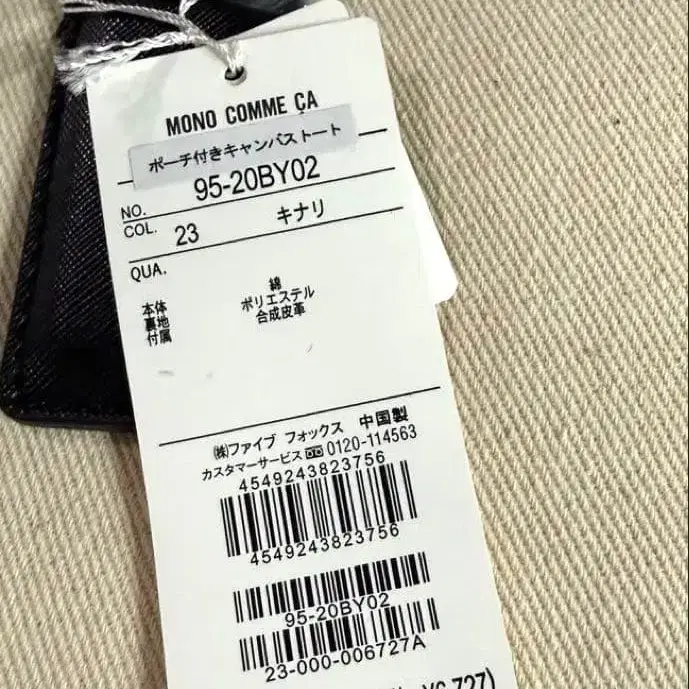 MONO COMME ÇA
ポーチ付きキャンバストート
NO. 95-20BY02
COL. 23 キナリ
QUA.
本体 綿
裏地 ポリエステル
付属 合成皮革
㈱ファイブ フォックス 中国製
カスタマーサービス 0120-114563
4549243823756
4549243823756
95-20BY02
23-000-006727A
¥6,727)